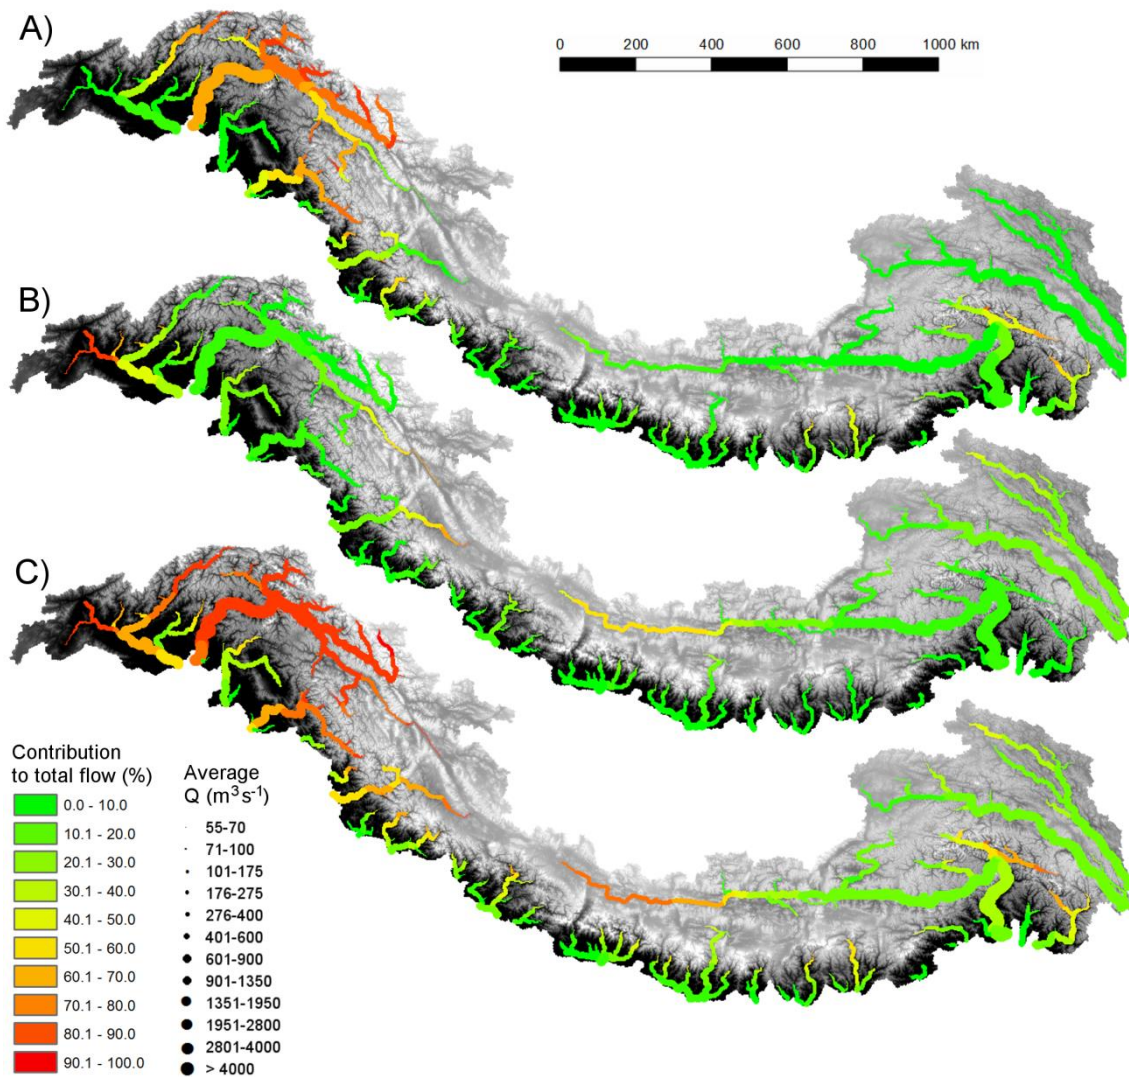 A)
0 200 400 600 800 1000 km
B)
C)
Contribution
to total flow (%)
0.0 - 10.0
10.1 - 20.0
20.1 - 30.0
30.1 - 40.0
40.1 - 50.0
50.1 - 60.0
60.1 - 70.0
70.1 - 80.0
80.1 - 90.0
90.1 - 100.0
Average
Q (m³s⁻¹)
55-70
71-100
101-175
176-275
276-400
401-600
601-900
901-1350
1351-1950
1951-2800
2801-4000
> 4000